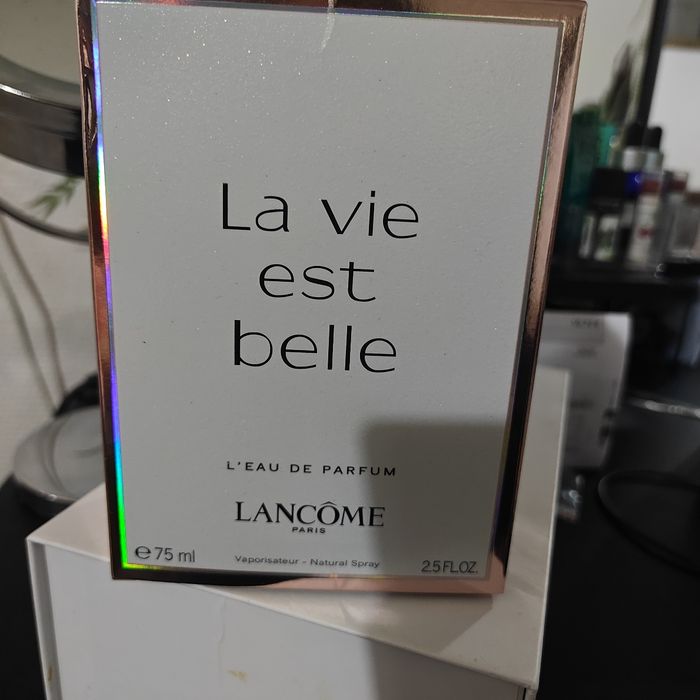 La vie
est
belle
L'EAU DE PARFUM
LANCÔME
PARIS
℮ 75 ml
Vaporisateur - Natural Spray
2.5 FL.OZ.